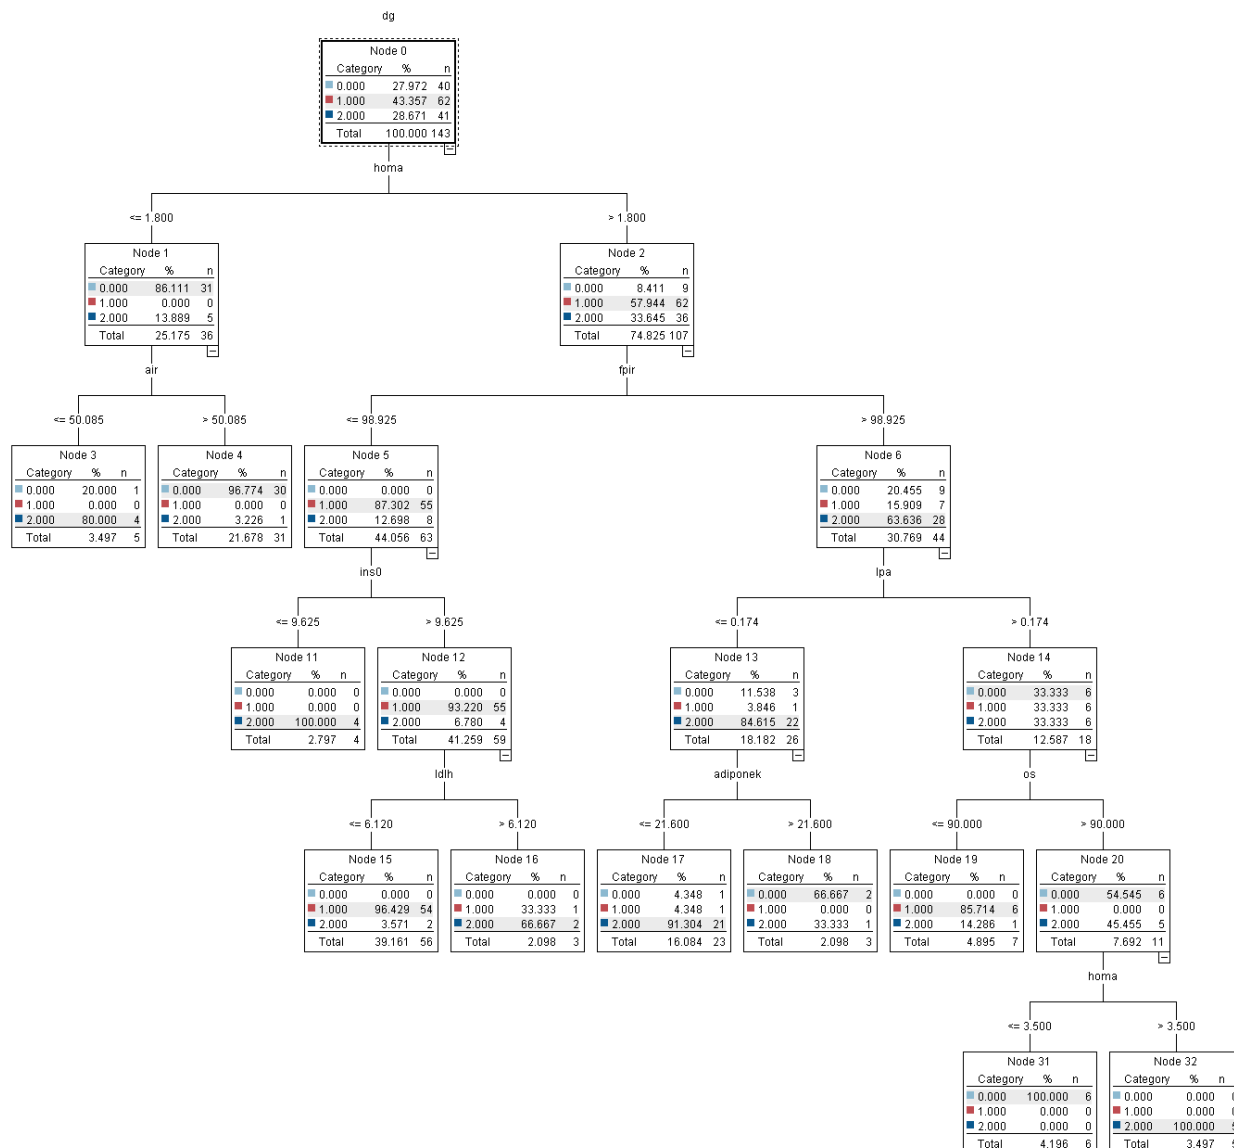 dg
Node 0
Category % n
0.000 27.972 40
1.000 43.357 62
2.000 28.671 41
Total 100.000 143
homa
<= 1.800
> 1.800
Node 1
Category % n
0.000 86.111 31
1.000 0.000 0
2.000 13.889 5
Total 25.175 36
Node 2
Category % n
0.000 8.411 9
1.000 57.944 62
2.000 33.645 36
Total 74.825 107
air
fpir
<= 50.085
> 50.085
<= 98.925
> 98.925
Node 3
Category % n
0.000 20.000 1
1.000 0.000 0
2.000 80.000 4
Total 3.497 5
Node 4
Category % n
0.000 96.774 30
1.000 0.000 0
2.000 3.226 1
Total 21.678 31
Node 5
Category % n
0.000 0.000 0
1.000 87.302 55
2.000 12.698 8
Total 44.056 63
Node 6
Category % n
0.000 20.455 9
1.000 15.909 7
2.000 63.636 28
Total 30.769 44
ins0
lpa
<= 9.625
> 9.625
<= 0.174
> 0.174
Node 11
Category % n
0.000 0.000 0
1.000 0.000 0
2.000 100.000 4
Total 2.797 4
Node 12
Category % n
0.000 0.000 0
1.000 93.220 55
2.000 6.780 4
Total 41.259 59
Node 13
Category % n
0.000 11.538 3
1.000 3.846 1
2.000 84.615 22
Total 18.182 26
Node 14
Category % n
0.000 33.333 6
1.000 33.333 6
2.000 33.333 6
Total 12.587 18
ldlh
adiponek
os
<= 6.120
> 6.120
<= 21.600
> 21.600
<= 90.000
> 90.000
Node 15
Category % n
0.000 0.000 0
1.000 96.429 54
2.000 3.571 2
Total 39.161 56
Node 16
Category % n
0.000 0.000 0
1.000 33.333 1
2.000 66.667 2
Total 2.098 3
Node 17
Category % n
0.000 4.348 1
1.000 4.348 1
2.000 91.304 21
Total 16.084 23
Node 18
Category % n
0.000 66.667 2
1.000 0.000 0
2.000 33.333 1
Total 2.098 3
Node 19
Category % n
0.000 0.000 0
1.000 85.714 6
2.000 14.286 1
Total 4.895 7
Node 20
Category % n
0.000 54.545 6
1.000 0.000 0
2.000 45.455 5
Total 7.692 11
homa
<= 3.500
> 3.500
Node 31
Category % n
0.000 100.000 6
1.000 0.000 0
2.000 0.000 0
Total 4.196 6
Node 32
Category % n
0.000 0.000 0
1.000 0.000 0
2.000 100.000 5
Total 3.497 5